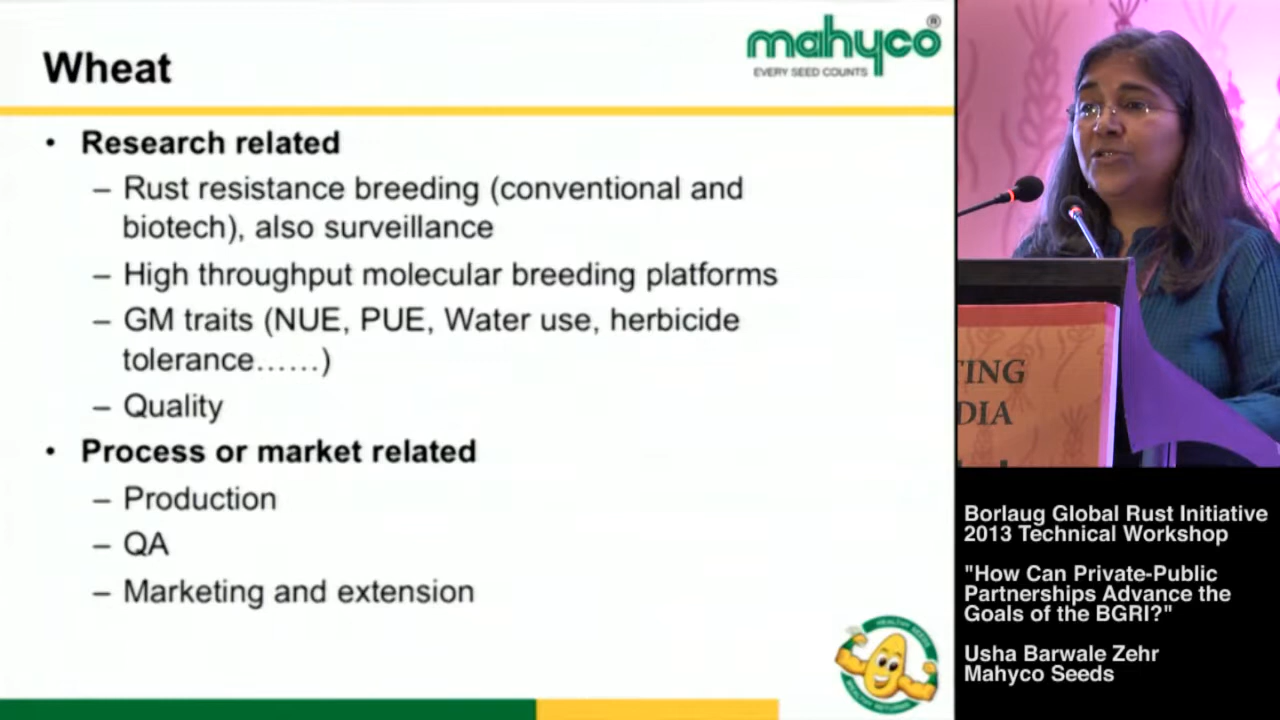 Wheat
mahyco®
EVERY SEED COUNTS
• Research related
– Rust resistance breeding (conventional and
biotech), also surveillance
– High throughput molecular breeding platforms
– GM traits (NUE, PUE, Water use, herbicide
tolerance……)
– Quality
• Process or market related
– Production
– QA
– Marketing and extension
HEALTHY SEEDS
TING
DIA
Borlaug Global Rust Initiative
2013 Technical Workshop
"How Can Private-Public
Partnerships Advance the
Goals of the BGRI?"
Usha Barwale Zehr
Mahyco Seeds